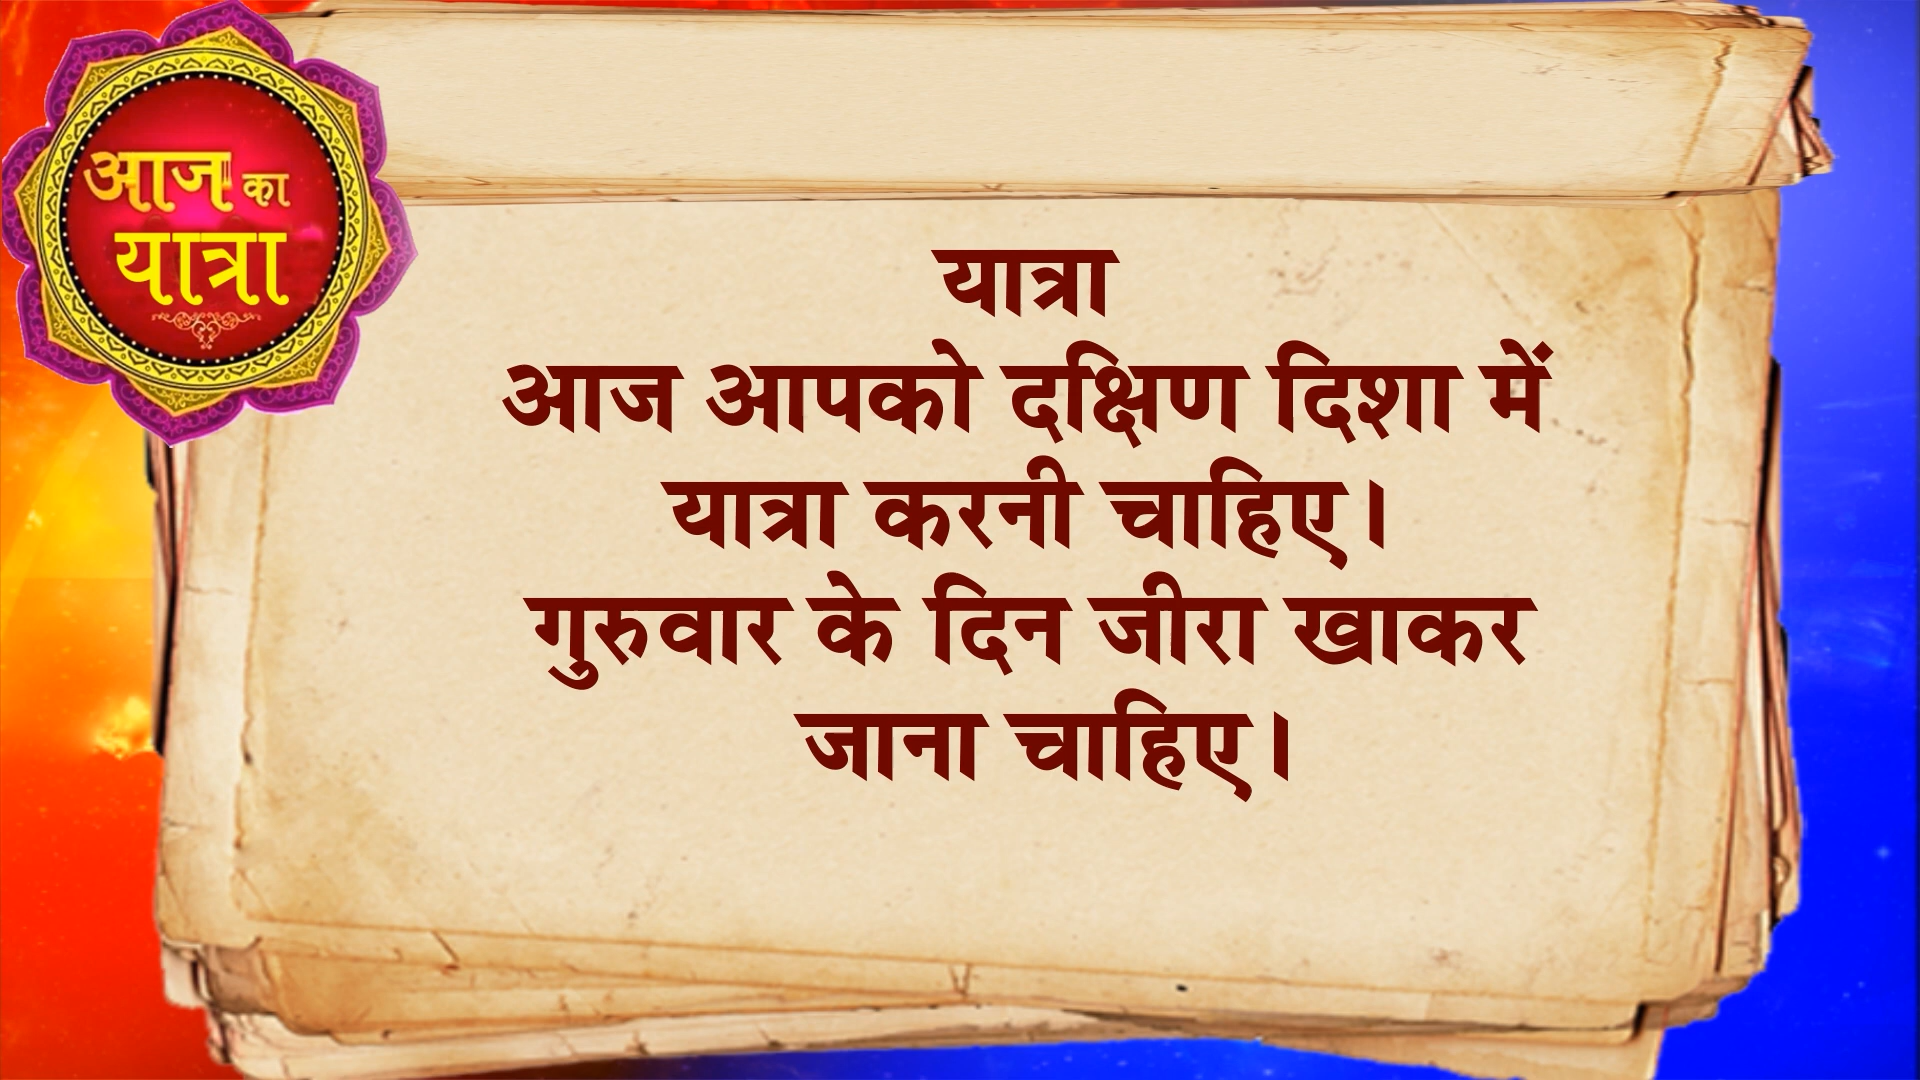 आज का
यात्रा
यात्रा
आज आपको दक्षिण दिशा में
यात्रा करनी चाहिए।
गुरुवार के दिन जीरा खाकर
जाना चाहिए।